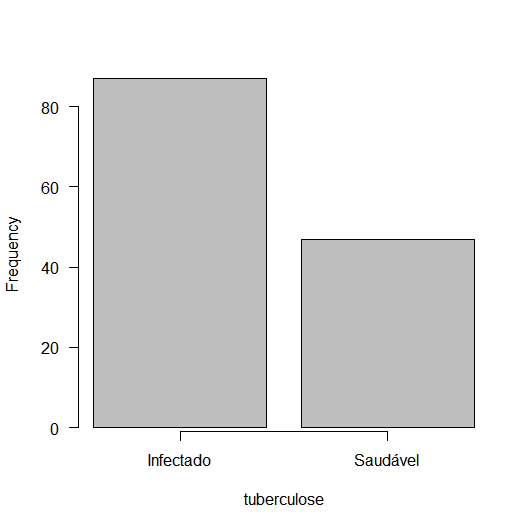 Frequency
80
60
40
20
0
Infectado
Saudável
tuberculose